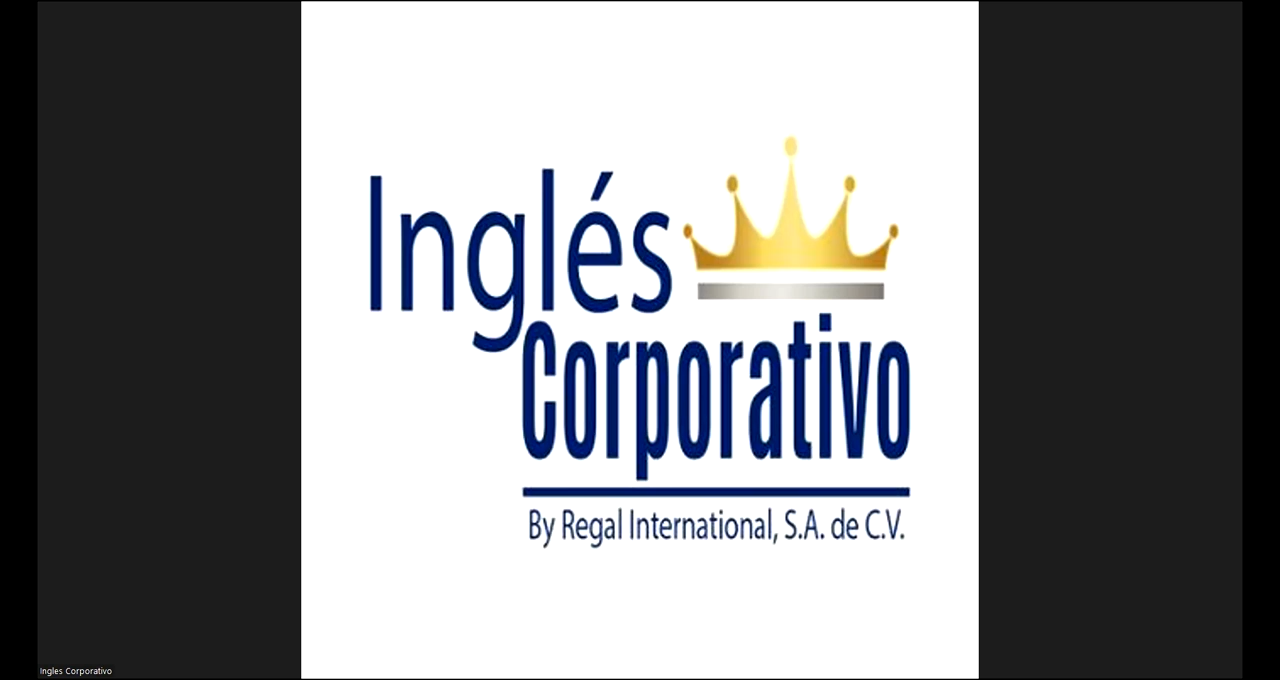 Inglés
Corporativo
By Regal International, S.A. de C.V.
Ingles Corporativo